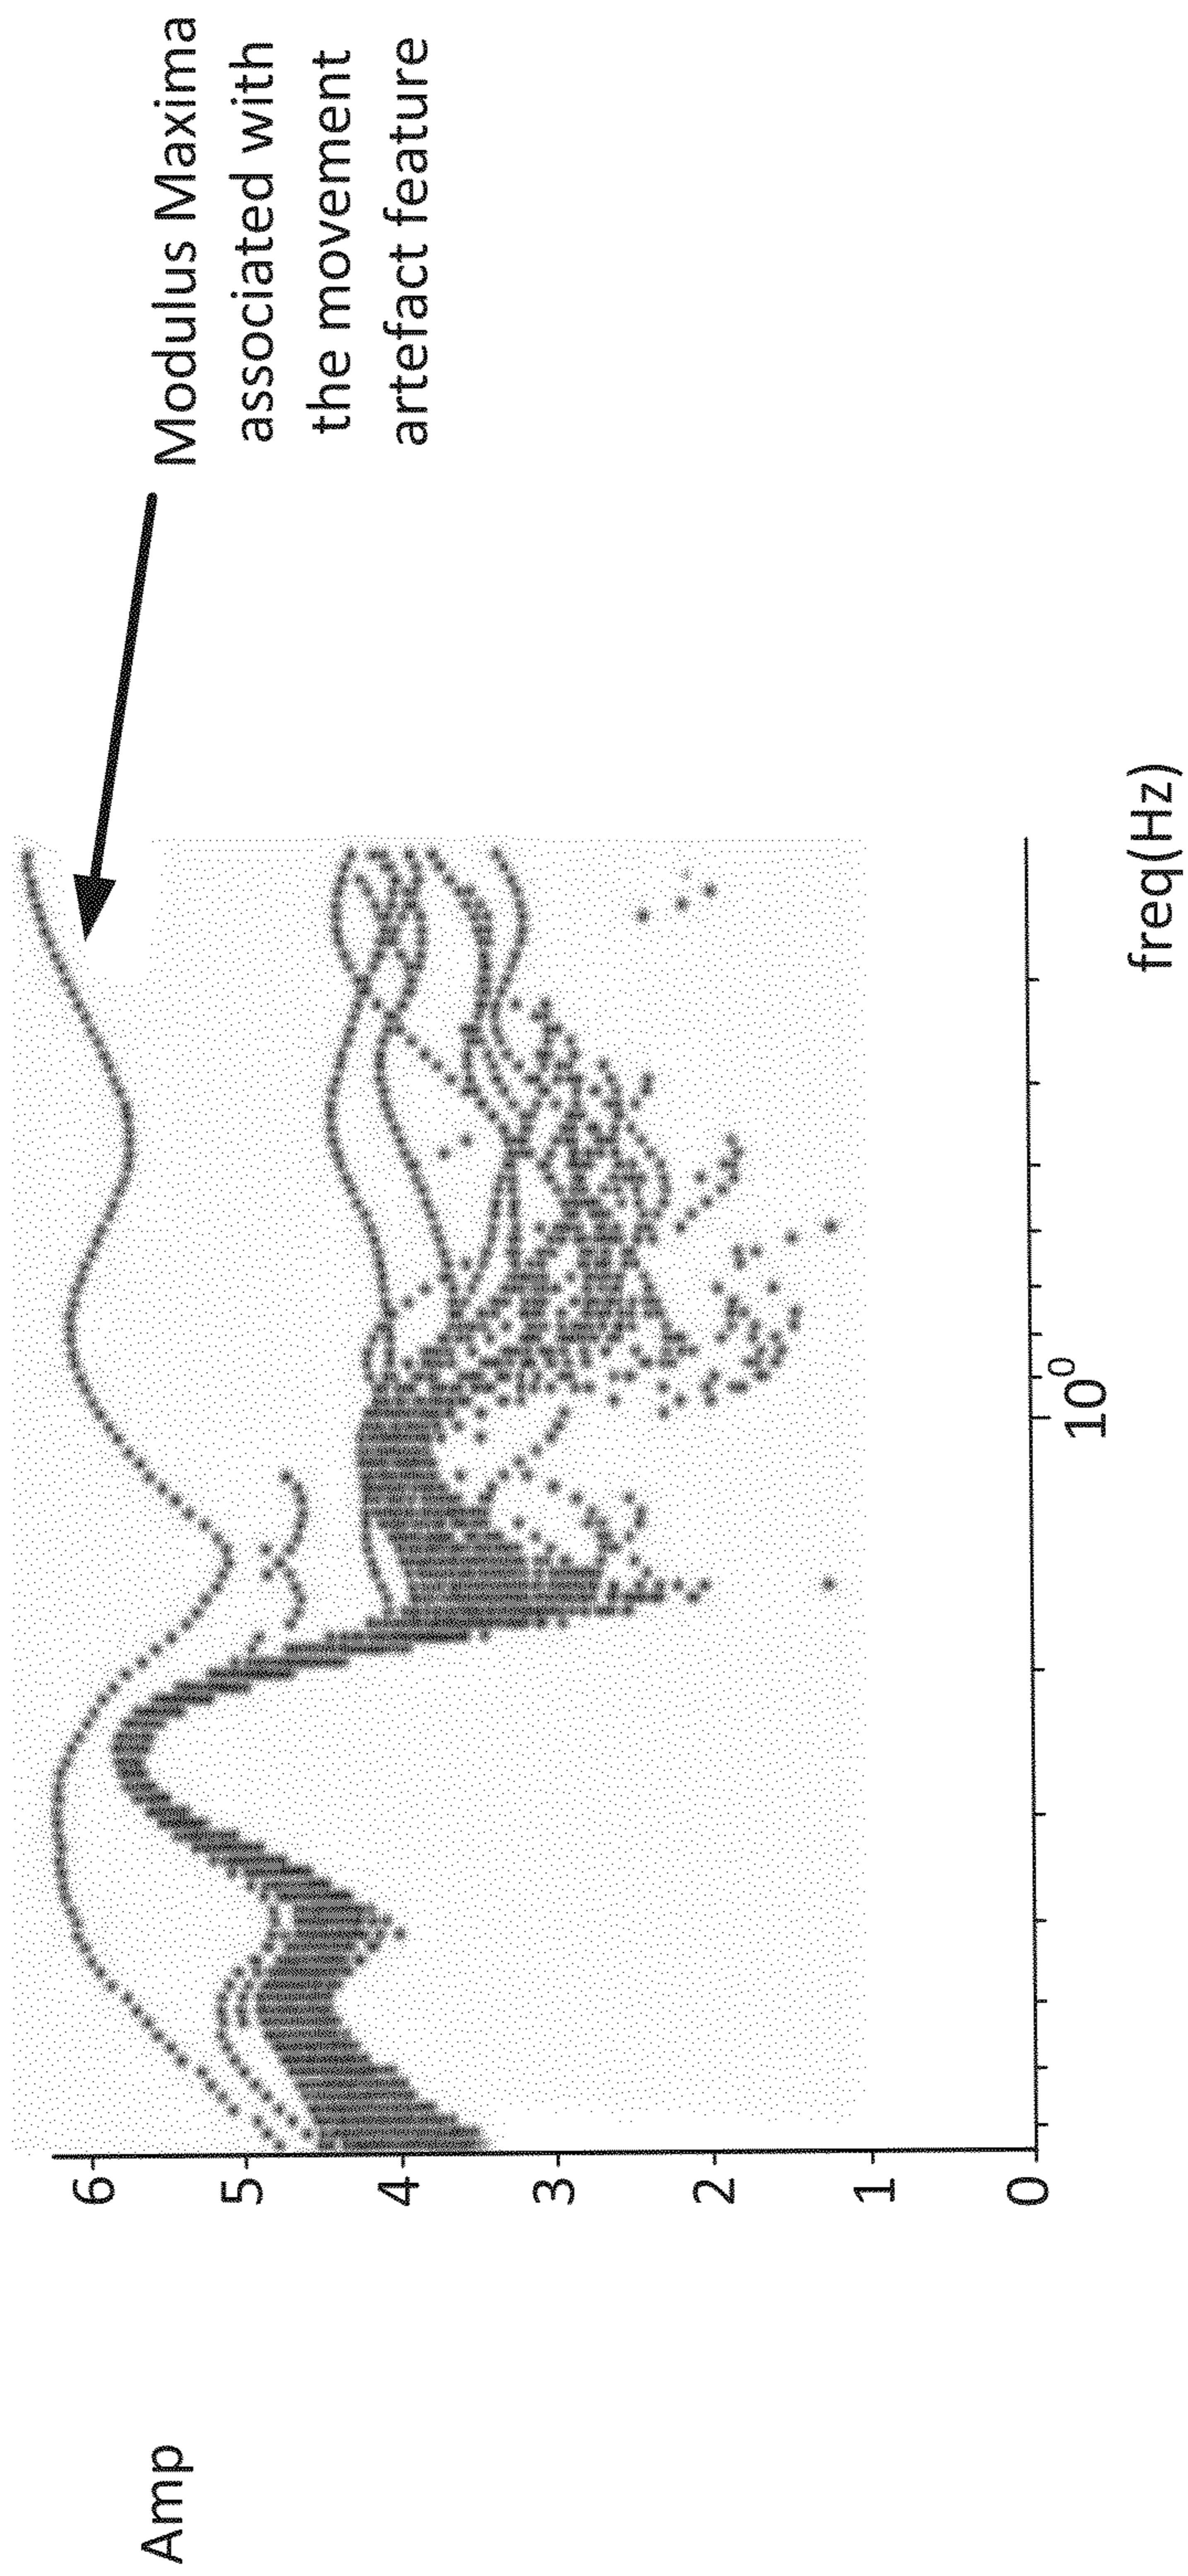 Modulus Maxima
associated with
the movement
artefact feature
Amp
6
5
4
3
2
1
0
10⁰
freq(Hz)